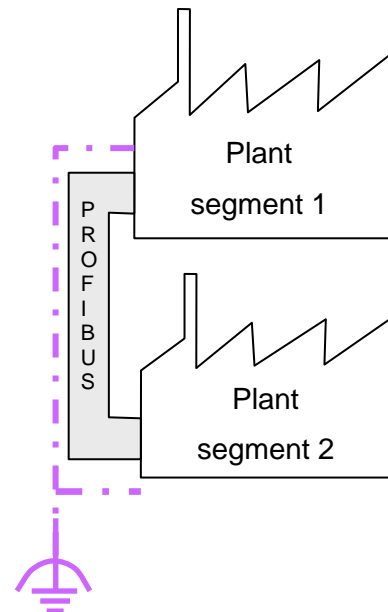 Plant
segment 1
PROFIBUS
Plant
segment 2